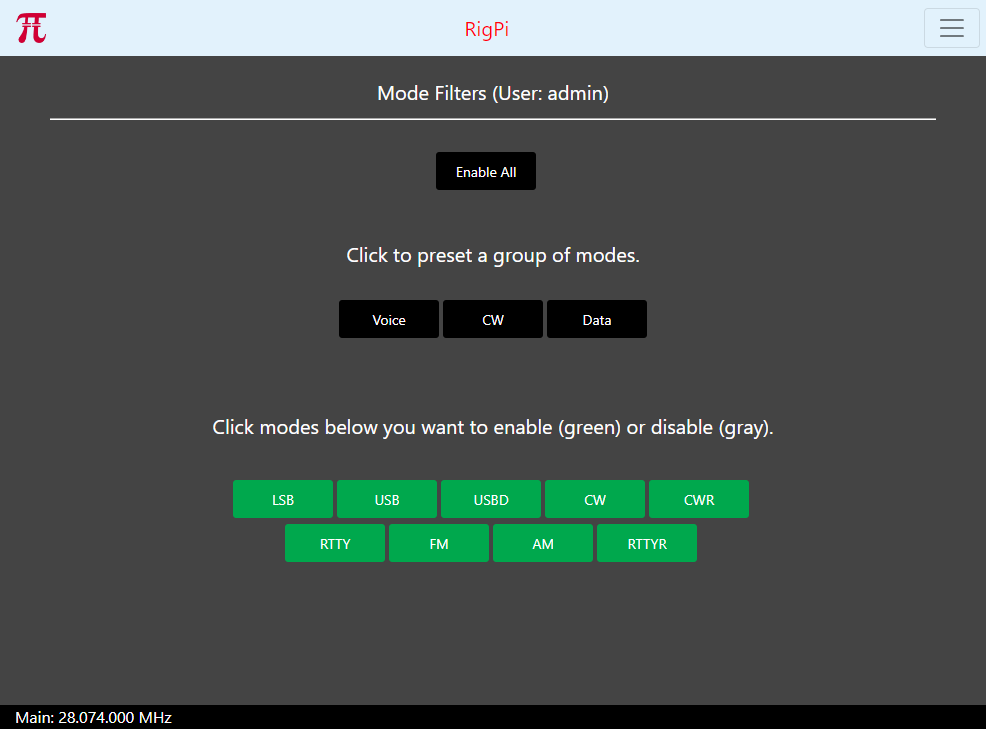 RigPi
Mode Filters (User: admin)
Enable All
Click to preset a group of modes.
Voice CW Data
Click modes below you want to enable (green) or disable (gray).
LSB USB USBD CW CWR
RTTY FM AM RTTYR
Main: 28.074.000 MHz